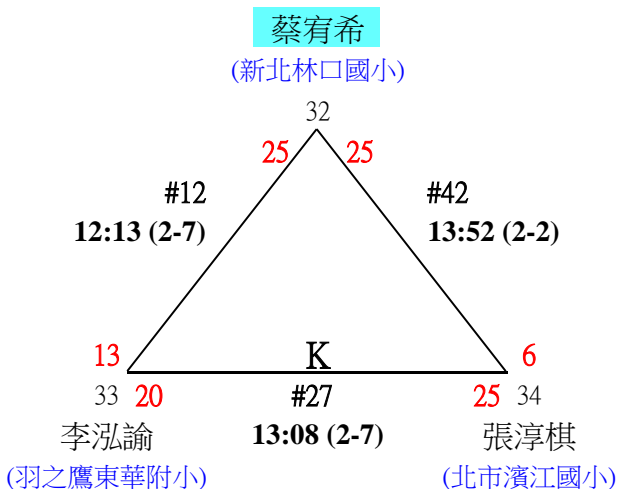 蔡宥希
(新北林口國小)
32
25 25
#12 #42
12:13 (2-7) 13:52 (2-2)
13 K 6
33 20 #27 25 34
李泓諭 13:08 (2-7) 張淳棋
(羽之鷹東華附小) (北市濱江國小)